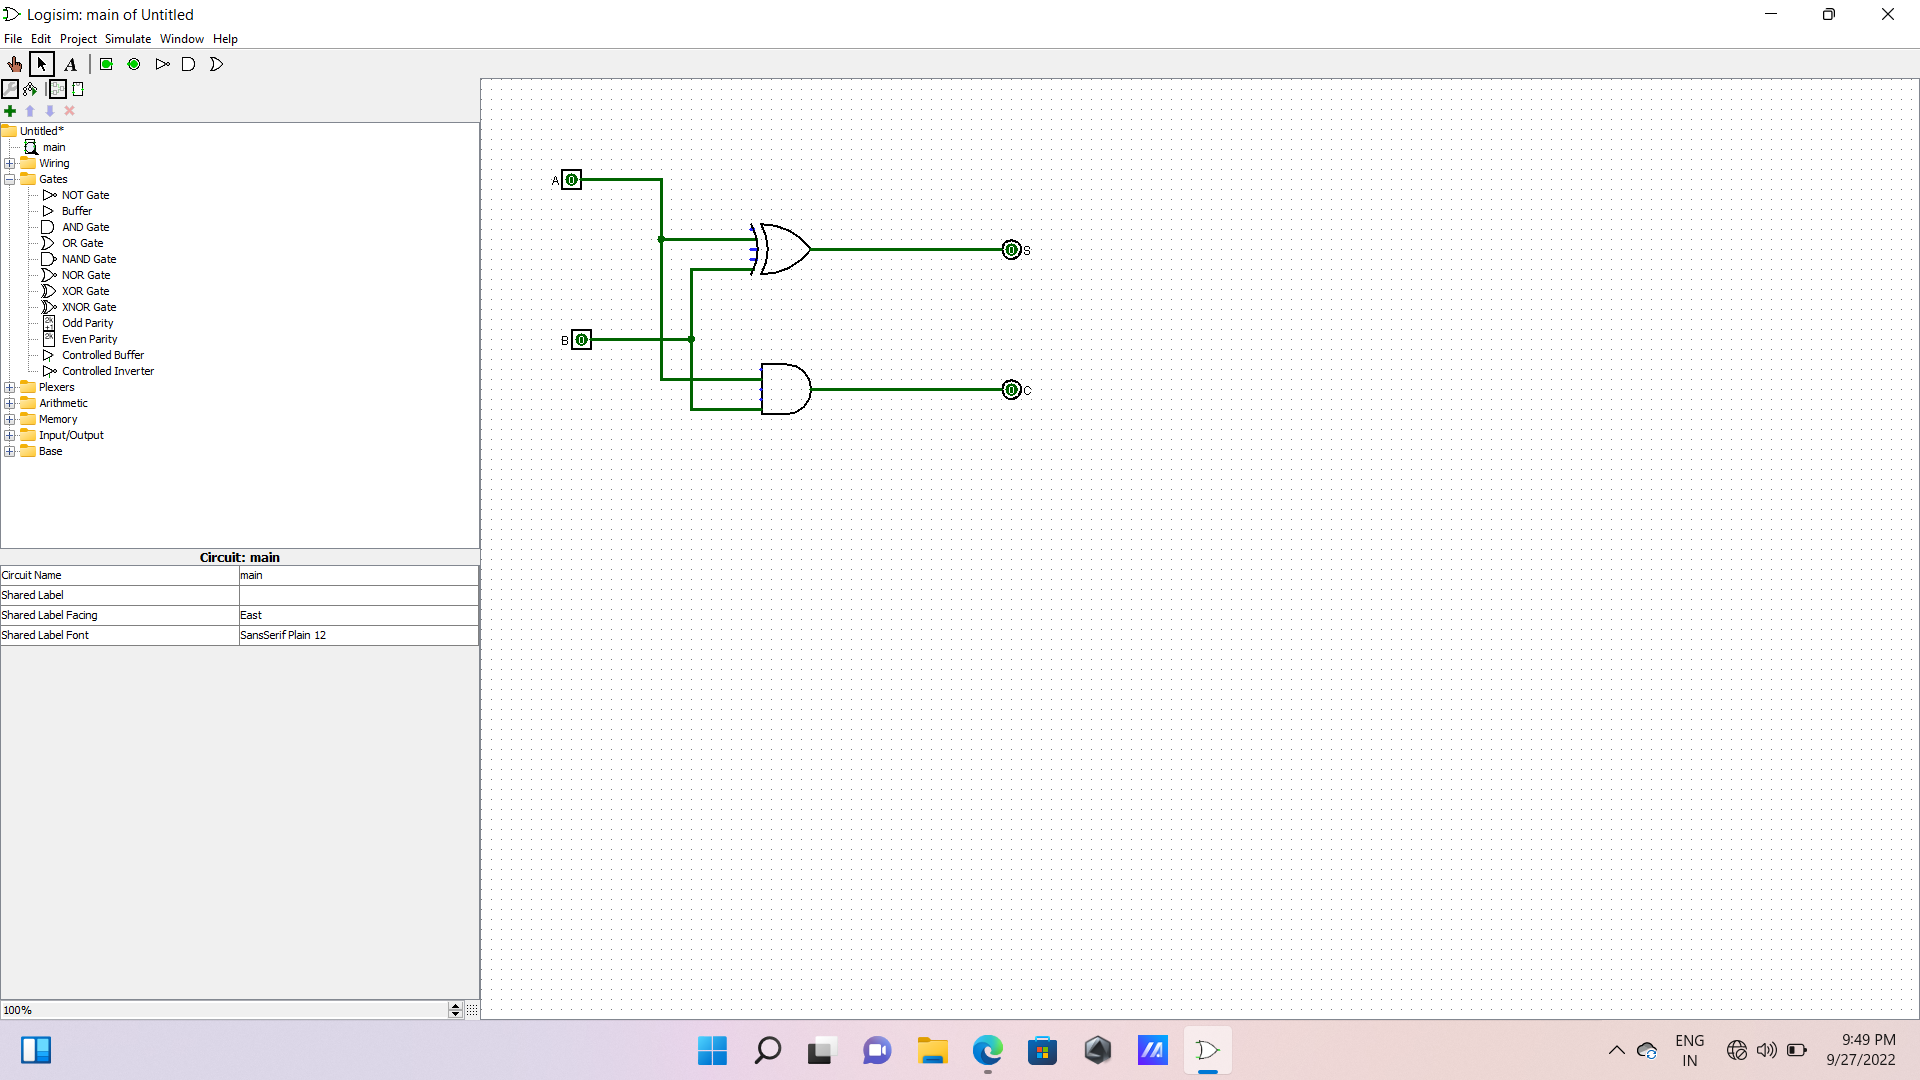 Logisim: main of Untitled
File Edit Project Simulate Window Help
A
Untitled*
main
Wiring
Gates
NOT Gate
Buffer
AND Gate
OR Gate
NAND Gate
NOR Gate
XOR Gate
XNOR Gate
2k+1 Odd Parity
2k Even Parity
Controlled Buffer
Controlled Inverter
Plexers
Arithmetic
Memory
Input/Output
Base
A 0
0 S
B 0
0 C
Circuit: main
Circuit Name main
Shared Label
Shared Label Facing East
Shared Label Font SansSerif Plain 12
100%
ENG
IN
9:49 PM
9/27/2022